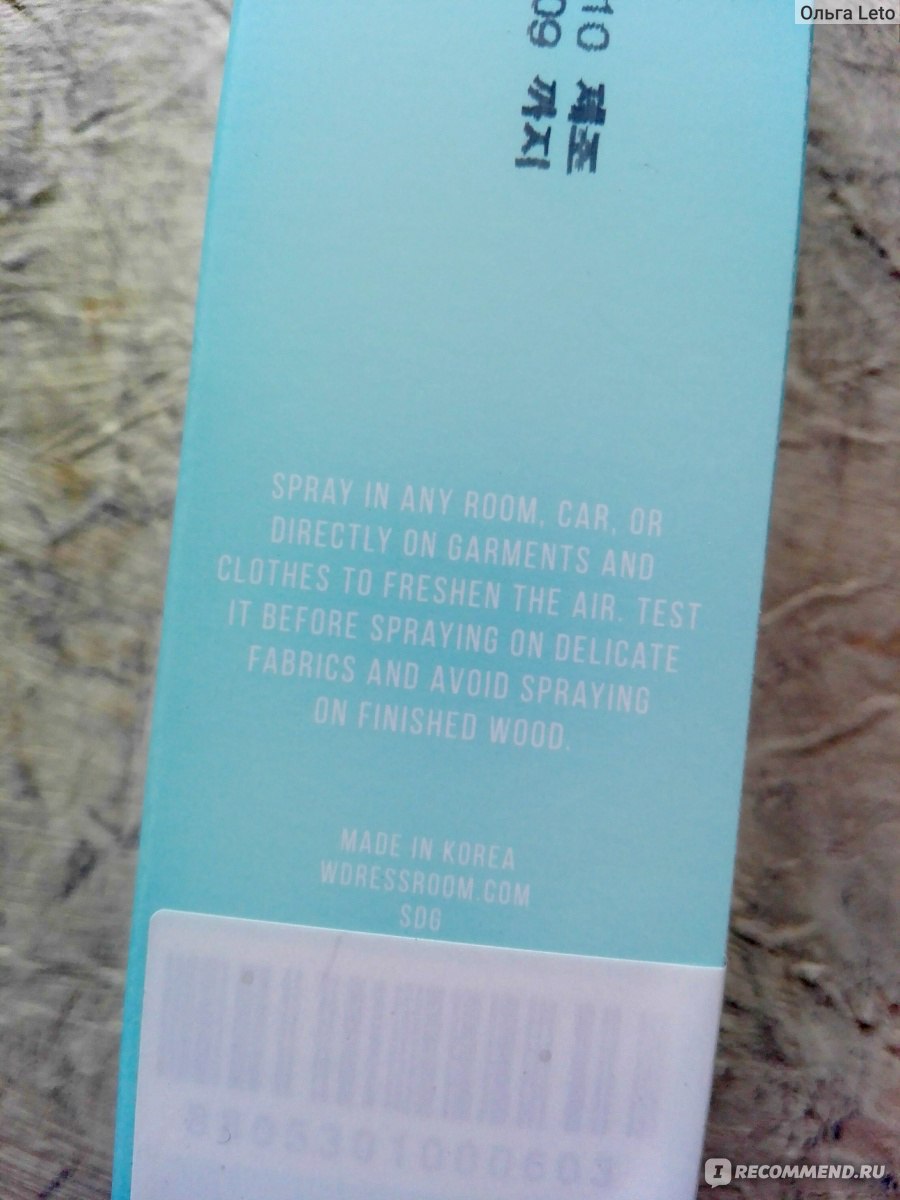 Ольга Leto
10 제조
09 까지
SPRAY IN ANY ROOM, CAR, OR
DIRECTLY ON GARMENTS AND
CLOTHES TO FRESHEN THE AIR. TEST
IT BEFORE SPRAYING ON DELICATE
FABRICS AND AVOID SPRAYING
ON FINISHED WOOD.
MADE IN KOREA
WDRESSROOM.COM
SDG
IRECOMMEND.RU